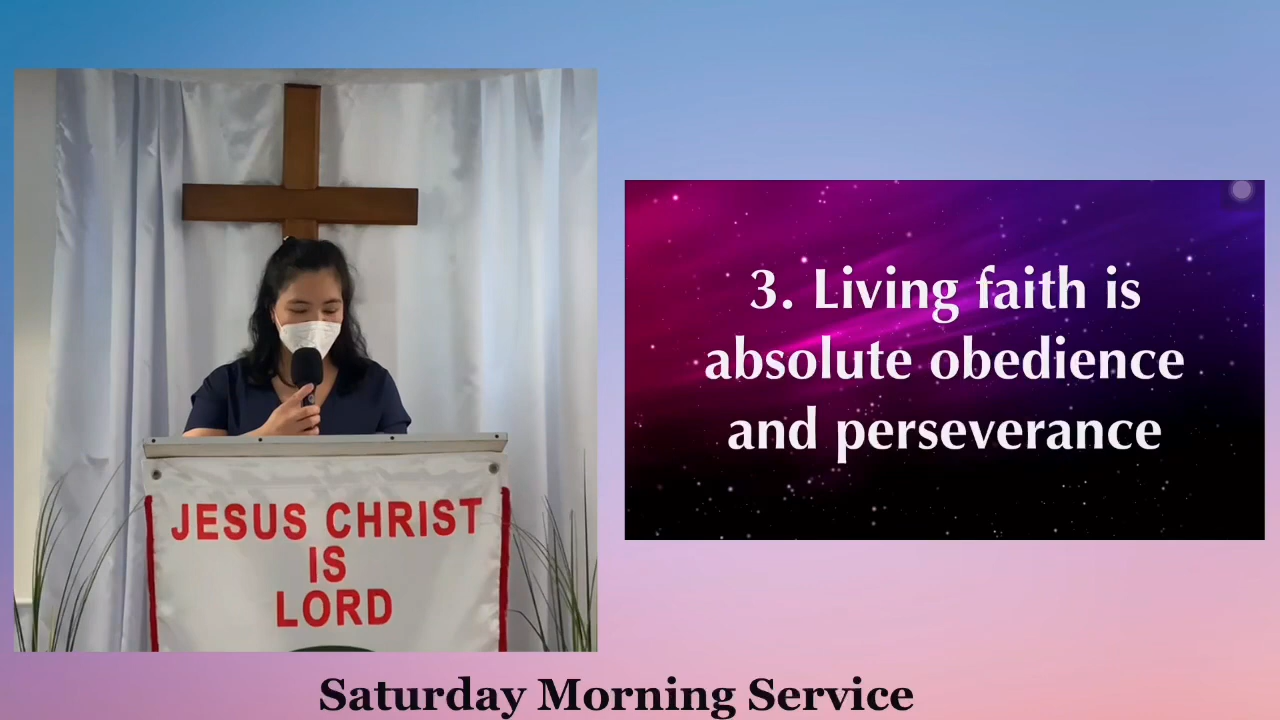 JESUS CHRIST
IS
LORD
3. Living faith is
absolute obedience
and perseverance
Saturday Morning Service